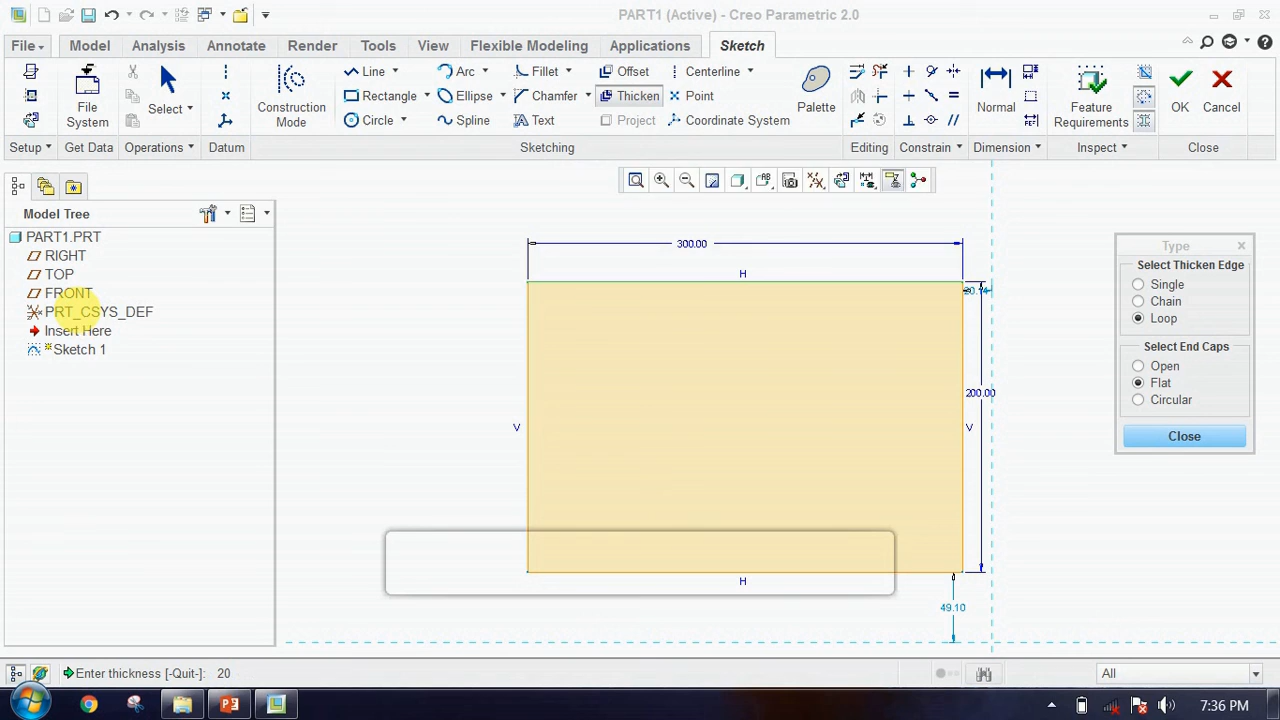 PART1 (Active) - Creo Parametric 2.0
File Model Analysis Annotate Render Tools View Flexible Modeling Applications Sketch
File System
Select
Construction Mode
Line Arc Fillet Offset Centerline
Rectangle Ellipse Chamfer Thicken Point
Circle Spline Text Project Coordinate System
Palette
Normal
Feature Requirements
OK
Cancel
Setup Get Data Operations Datum Sketching Editing Constrain Dimension Inspect Close
Model Tree
PART1.PRT
RIGHT
TOP
FRONT
PRT_CSYS_DEF
Insert Here
Sketch 1
300.00
H
200.00
V
V
H
49.10
Type
Select Thicken Edge
Single
Chain
Loop
Select End Caps
Open
Flat
Circular
Close
Enter thickness [-Quit-]: 20
All
7:36 PM